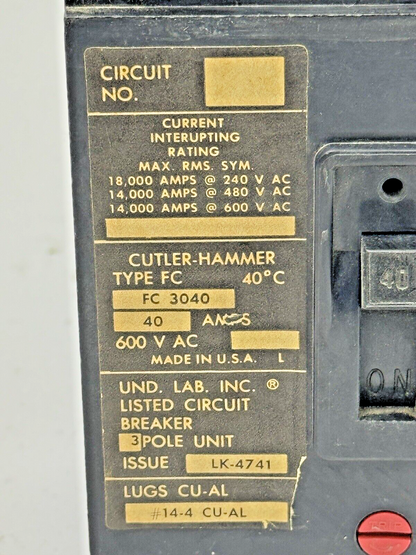 CIRCUIT
NO.
CURRENT
INTERUPTING
RATING
MAX. RMS. SYM.
18,000 AMPS @ 240 V AC
14,000 AMPS @ 480 V AC
14,000 AMPS @ 600 V AC
CUTLER-HAMMER
TYPE FC 40°C
FC 3040
40 AMPS
600 V AC
MADE IN U.S.A. L
UND. LAB. INC. ®
LISTED CIRCUIT
BREAKER
3 POLE UNIT
ISSUE LK-4741
LUGS CU-AL
#14-4 CU-AL
40
ON